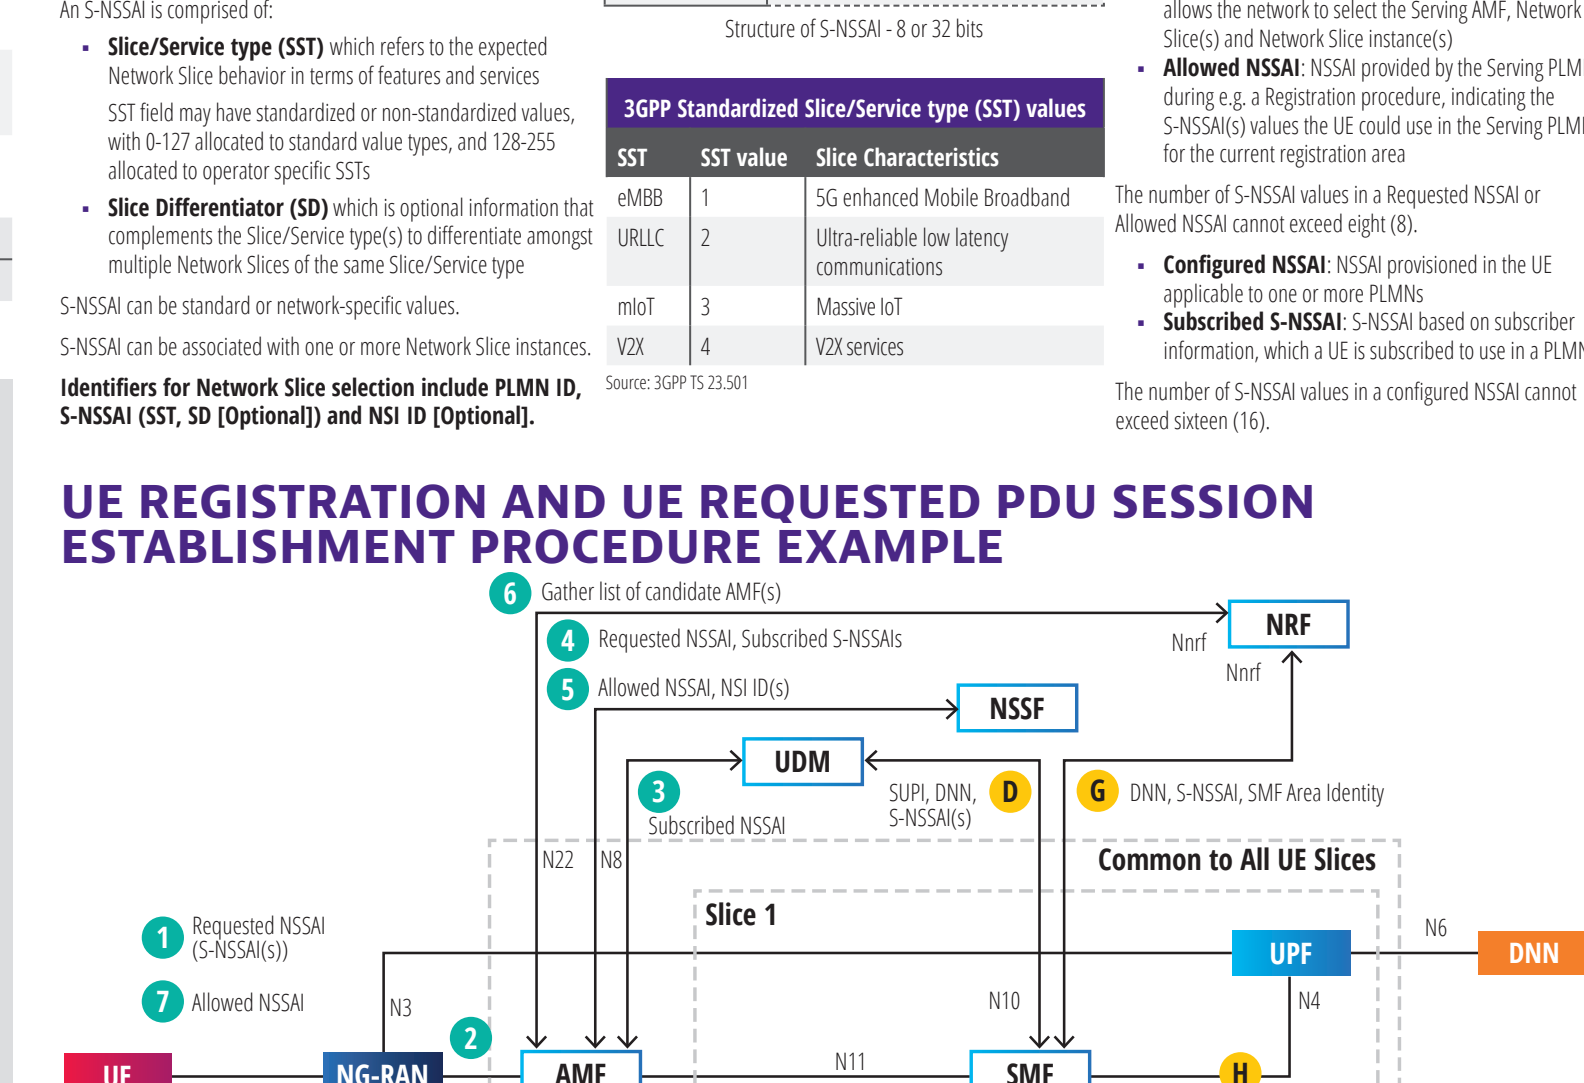 An S-NSSAI is comprised of:
▪ Slice/Service type (SST) which refers to the expected
Network Slice behavior in terms of features and services
SST field may have standardized or non-standardized values,
with 0-127 allocated to standard value types, and 128-255
allocated to operator specific SSTs
▪ Slice Differentiator (SD) which is optional information that
complements the Slice/Service type(s) to differentiate amongst
multiple Network Slices of the same Slice/Service type
S-NSSAI can be standard or network-specific values.
S-NSSAI can be associated with one or more Network Slice instances.
Identifiers for Network Slice selection include PLMN ID,
S-NSSAI (SST, SD [Optional]) and NSI ID [Optional].
Structure of S-NSSAI - 8 or 32 bits
3GPP Standardized Slice/Service type (SST) values
SST SST value Slice Characteristics
eMBB 1 5G enhanced Mobile Broadband
URLLC 2 Ultra-reliable low latency
communications
mIoT 3 Massive IoT
V2X 4 V2X services
Source: 3GPP TS 23.501
allows the network to select the Serving AMF, Network
Slice(s) and Network Slice instance(s)
▪ Allowed NSSAI: NSSAI provided by the Serving PLMN
during e.g. a Registration procedure, indicating the
S-NSSAI(s) values the UE could use in the Serving PLMN
for the current registration area
The number of S-NSSAI values in a Requested NSSAI or
Allowed NSSAI cannot exceed eight (8).
▪ Configured NSSAI: NSSAI provisioned in the UE
applicable to one or more PLMNs
▪ Subscribed S-NSSAI: S-NSSAI based on subscriber
information, which a UE is subscribed to use in a PLMN
The number of S-NSSAI values in a configured NSSAI cannot
exceed sixteen (16).
UE REGISTRATION AND UE REQUESTED PDU SESSION
ESTABLISHMENT PROCEDURE EXAMPLE
6 Gather list of candidate AMF(s)
NRF
4 Requested NSSAI, Subscribed S-NSSAIs
Nnrf
Nnrf
5 Allowed NSSAI, NSI ID(s)
NSSF
UDM
3
Subscribed NSSAI
SUPI, DNN,
S-NSSAI(s)
D
G DNN, S-NSSAI, SMF Area Identity
N22 N8
Common to All UE Slices
Slice 1
1 Requested NSSAI
(S-NSSAI(s))
UPF
N6
DNN
7 Allowed NSSAI
N3
N10
N4
2
UE
NG-RAN
AMF
N11
SMF
H